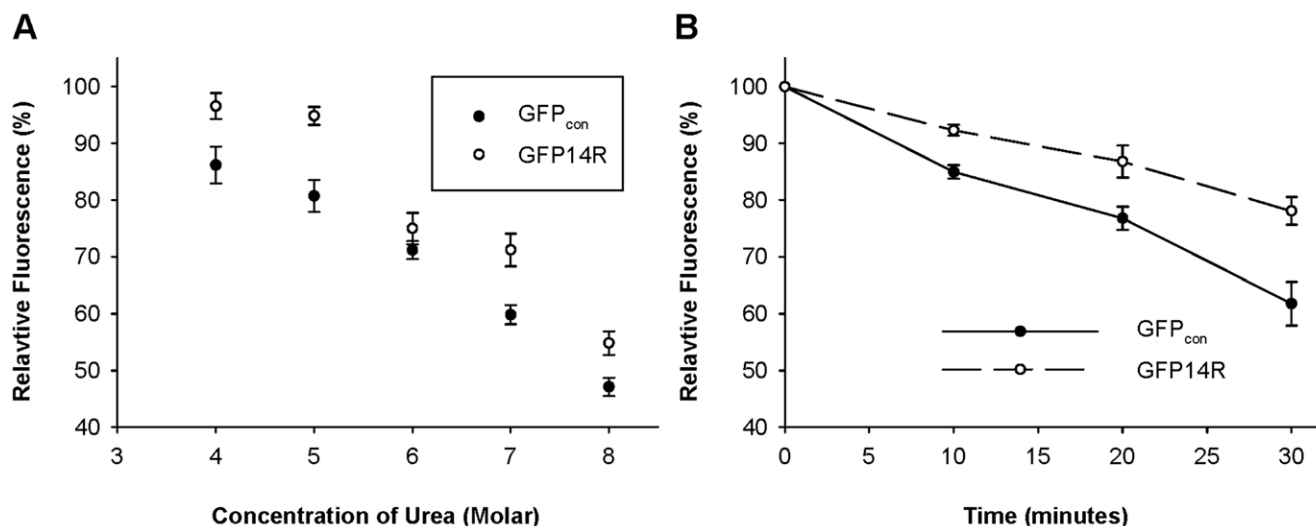 A
Relavtive Fluorescence (%)
100
90
80
70
60
50
40
3 4 5 6 7 8
Concentration of Urea (Molar)
GFPcon
GFP14R
B
Relavtive Fluorescence (%)
100
90
80
70
60
50
40
0 5 10 15 20 25 30
Time (minutes)
GFPcon
GFP14R